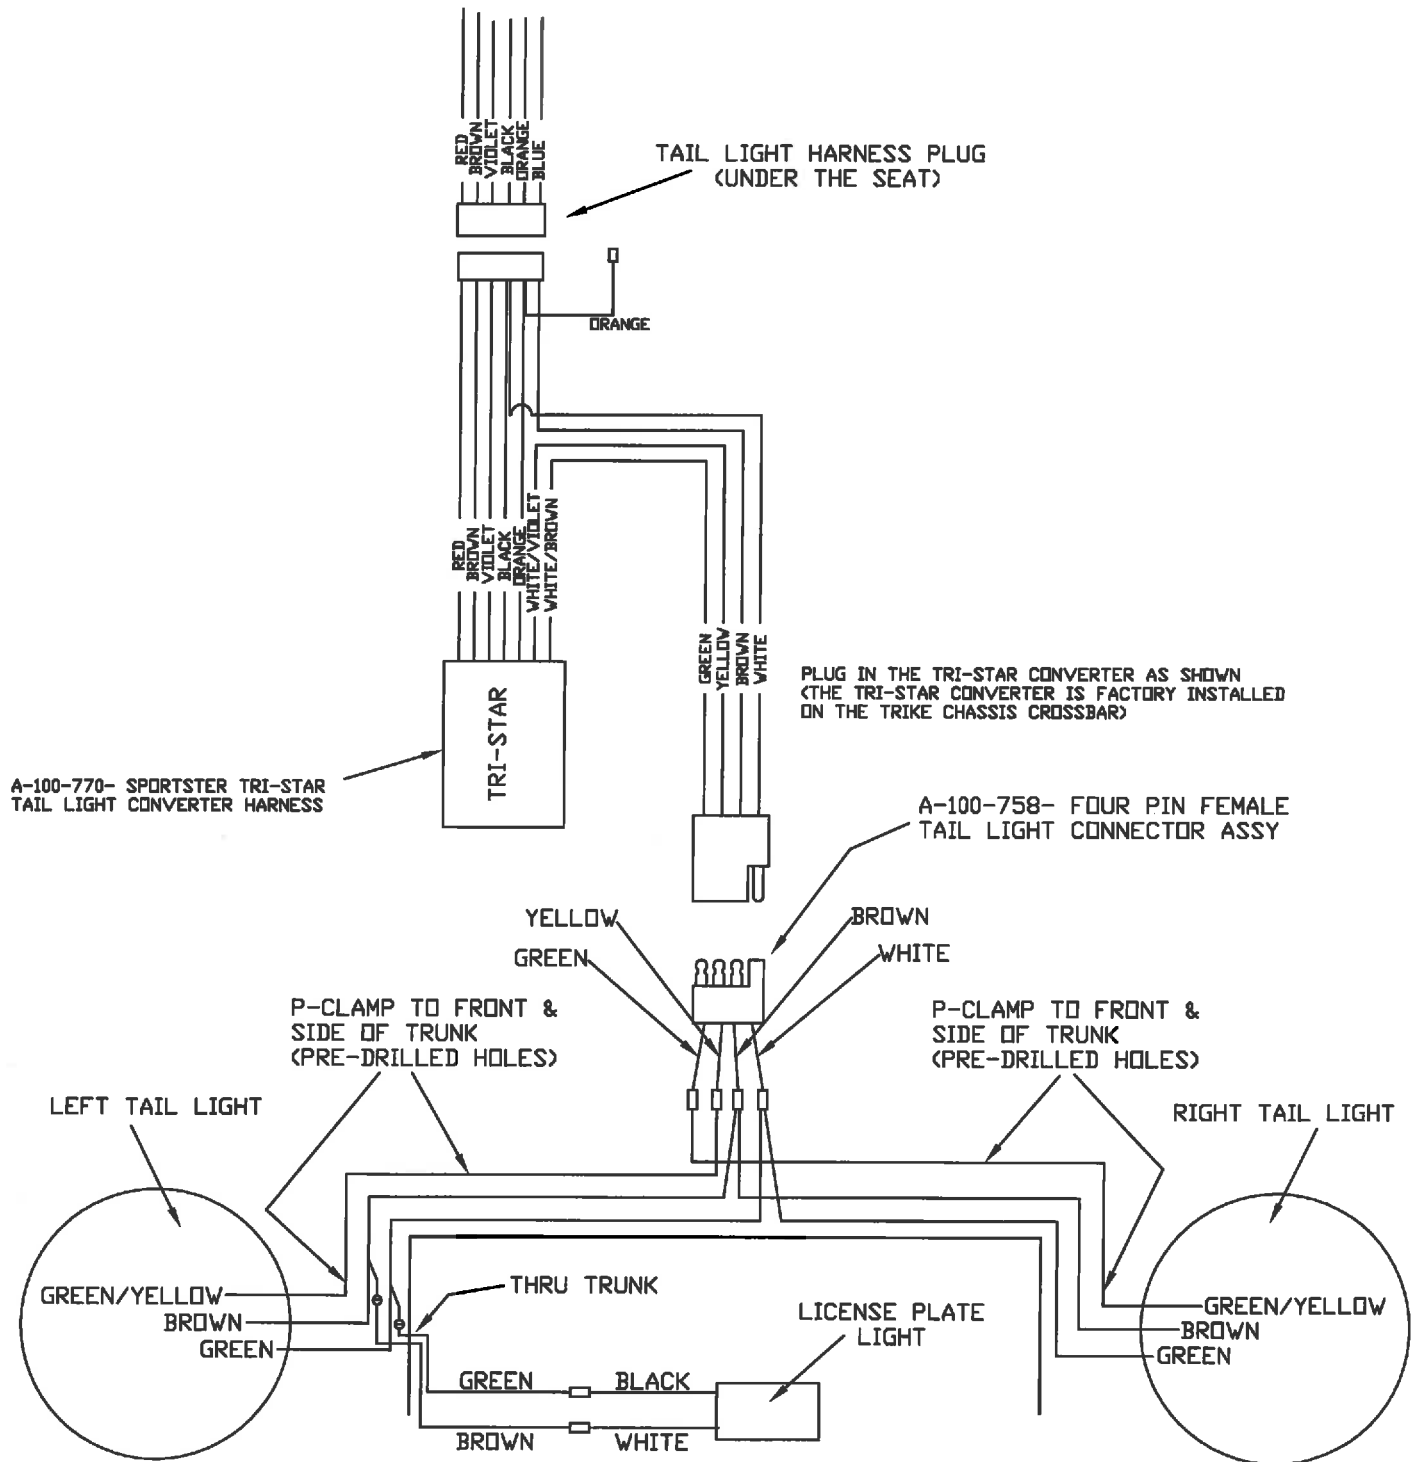 RED
BROWN
VIOLET
BLACK
ORANGE
BLUE
TAIL LIGHT HARNESS PLUG
(UNDER THE SEAT)
ORANGE
RED
BROWN
VIOLET
BLACK
ORANGE
WHITE/VIOLET
WHITE/BROWN
GREEN
YELLOW
BROWN
WHITE
PLUG IN THE TRI-STAR CONVERTER AS SHOWN
(THE TRI-STAR CONVERTER IS FACTORY INSTALLED
ON THE TRIKE CHASSIS CROSSBAR)
TRI-STAR
A-100-770- SPORTSTER TRI-STAR
TAIL LIGHT CONVERTER HARNESS
A-100-758- FOUR PIN FEMALE
TAIL LIGHT CONNECTOR ASSY
YELLOW
GREEN
BROWN
WHITE
P-CLAMP TO FRONT &
SIDE OF TRUNK
(PRE-DRILLED HOLES)
P-CLAMP TO FRONT &
SIDE OF TRUNK
(PRE-DRILLED HOLES)
LEFT TAIL LIGHT
RIGHT TAIL LIGHT
GREEN/YELLOW
BROWN
GREEN
THRU TRUNK
LICENSE PLATE
LIGHT
GREEN/YELLOW
BROWN
GREEN
GREEN
BLACK
BROWN
WHITE